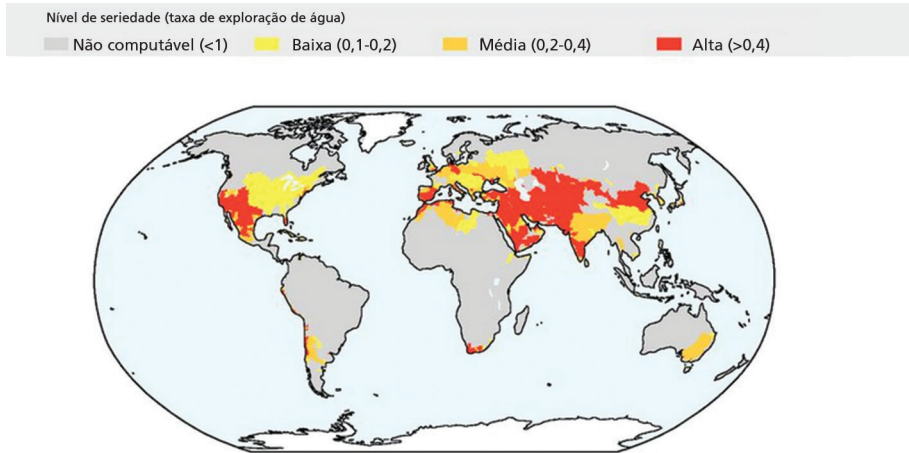 Nível de seriedade (taxa de exploração de água)
Não computável (<1) Baixa (0,1-0,2) Média (0,2-0,4) Alta (>0,4)